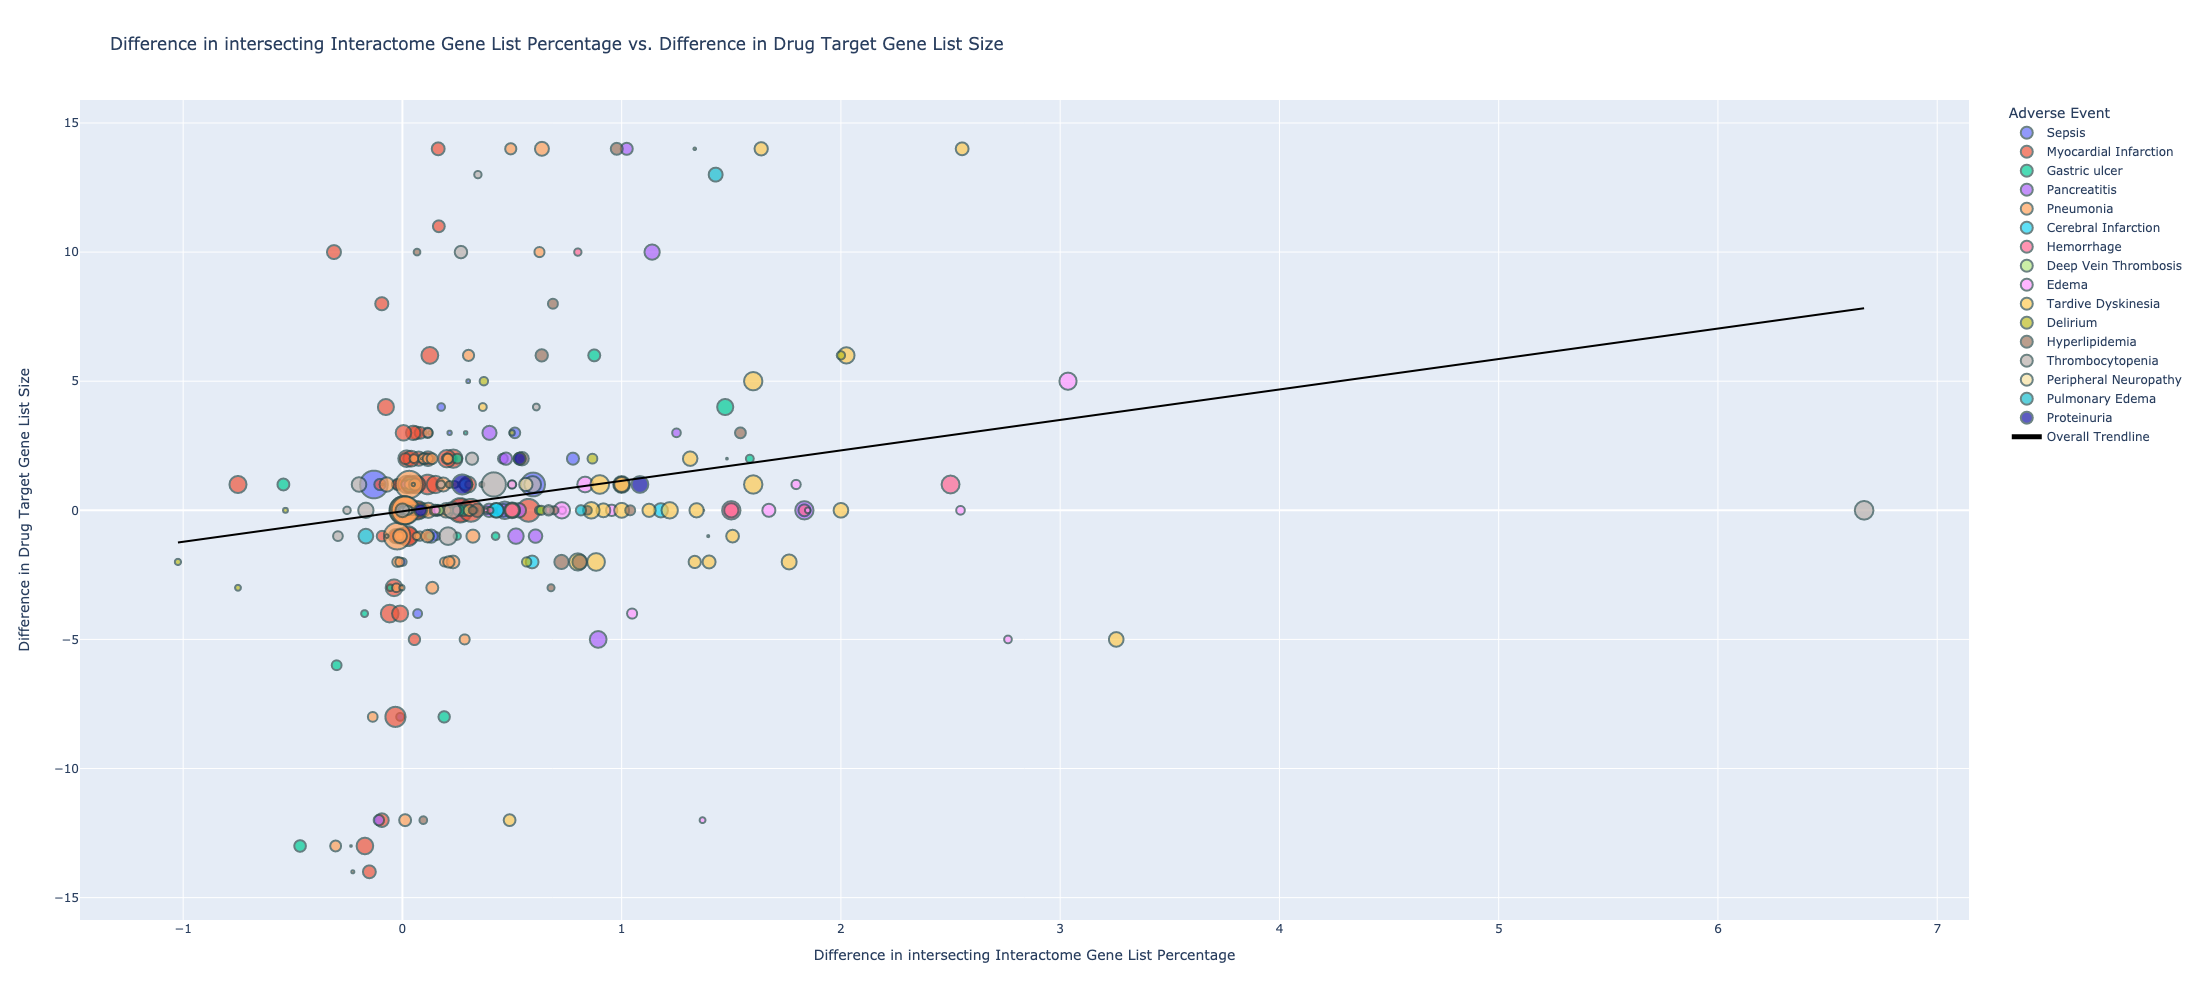 Difference in intersecting Interactome Gene List Percentage vs. Difference in Drug Target Gene List Size
Difference in Drug Target Gene List Size
15
10
5
0
−5
−10
−15
−1
0
1
2
3
4
5
6
7
Difference in intersecting Interactome Gene List Percentage
Adverse Event
Sepsis
Myocardial Infarction
Gastric ulcer
Pancreatitis
Pneumonia
Cerebral Infarction
Hemorrhage
Deep Vein Thrombosis
Edema
Tardive Dyskinesia
Delirium
Hyperlipidemia
Thrombocytopenia
Peripheral Neuropathy
Pulmonary Edema
Proteinuria
Overall Trendline